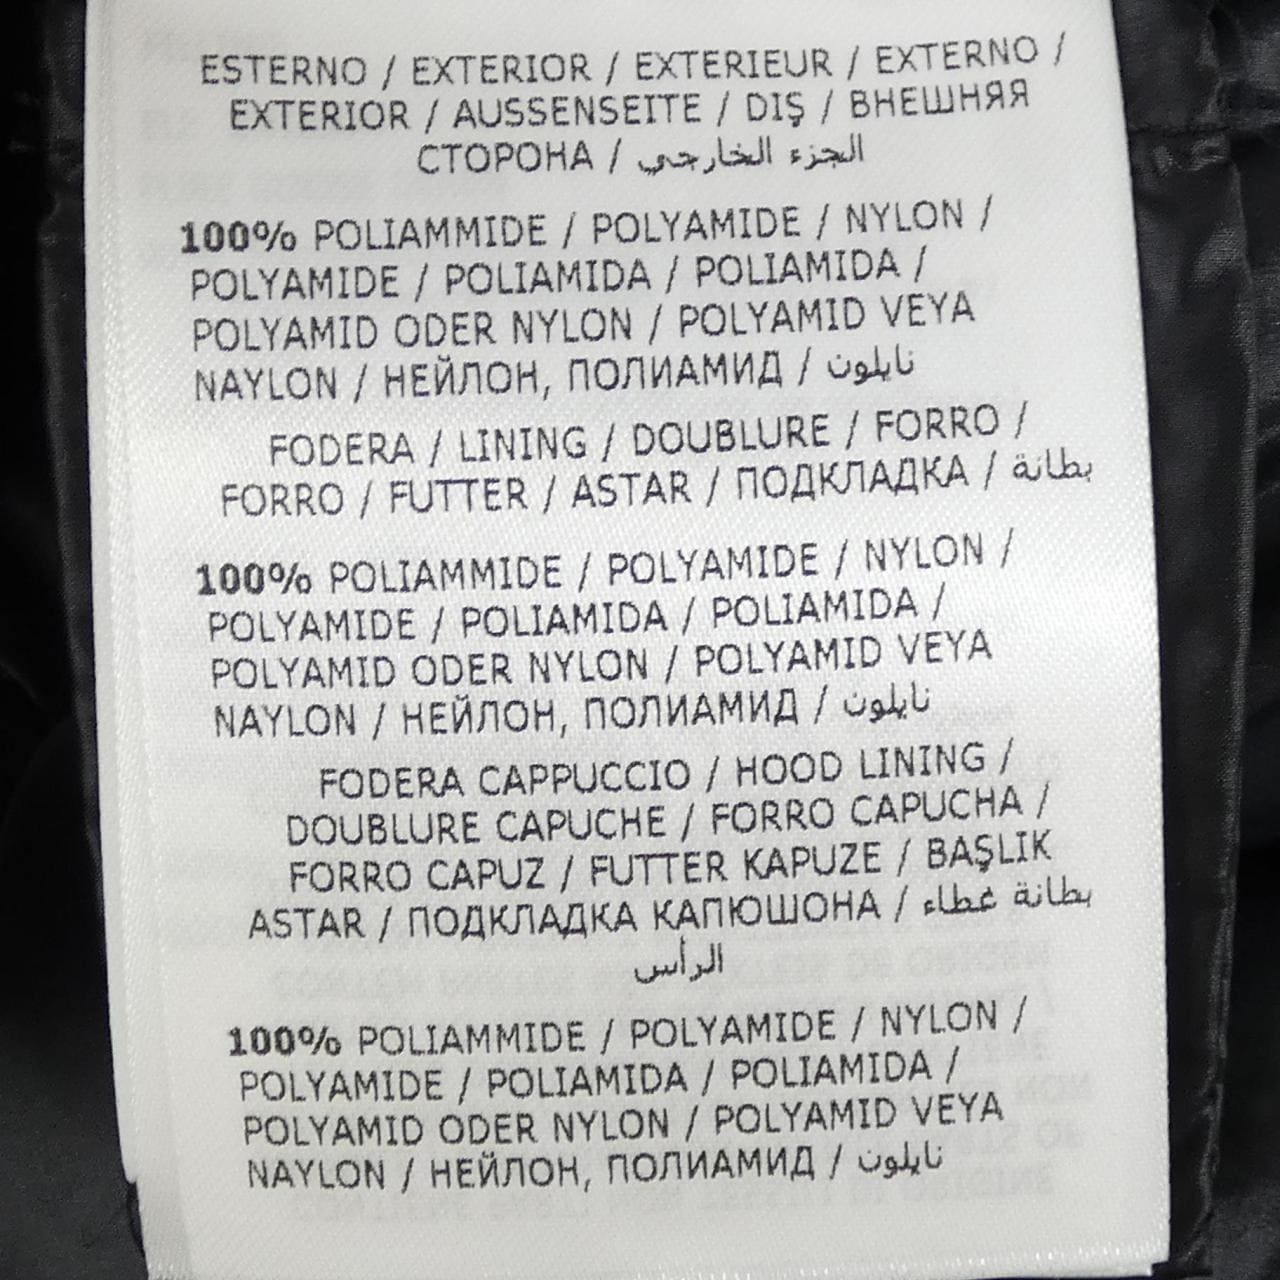 ESTERNO / EXTERIOR / EXTERIEUR / EXTERNO /
EXTERIOR / AUSSENSEITE / DIŞ / ВНЕШНЯЯ
СТОРОНА / الجزء الخارجي
100% POLIAMMIDE / POLYAMIDE / NYLON /
POLYAMIDE / POLIAMIDA / POLIAMIDA /
POLYAMID ODER NYLON / POLYAMID VEYA
NAYLON / НЕЙЛОН, ПОЛИАМИД / نايلون
FODERA / LINING / DOUBLURE / FORRO /
FORRO / FUTTER / ASTAR / ПОДКЛАДКА / بطانة
100% POLIAMMIDE / POLYAMIDE / NYLON /
POLYAMIDE / POLIAMIDA / POLIAMIDA /
POLYAMID ODER NYLON / POLYAMID VEYA
NAYLON / НЕЙЛОН, ПОЛИАМИД / نايلون
FODERA CAPPUCCIO / HOOD LINING /
DOUBLURE CAPUCHE / FORRO CAPUCHA /
FORRO CAPUZ / FUTTER KAPUZE / BAŞLIK
ASTAR / ПОДКЛАДКА КАПЮШОНА / بطانة غطاء
الرأس
100% POLIAMMIDE / POLYAMIDE / NYLON /
POLYAMIDE / POLIAMIDA / POLIAMIDA /
POLYAMID ODER NYLON / POLYAMID VEYA
NAYLON / НЕЙЛОН, ПОЛИАМИД / نايلون